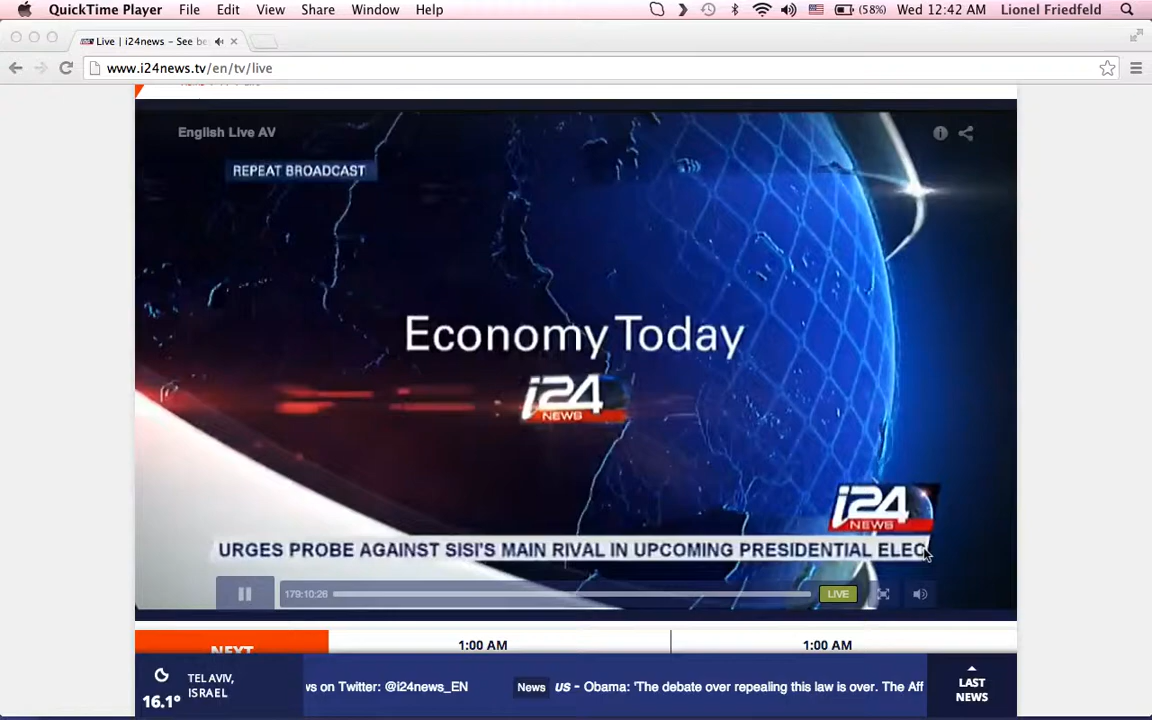 QuickTime Player File Edit View Share Window Help (58%) Wed 12:42 AM Lionel Friedfeld
Live | i24news - See be
www.i24news.tv/en/tv/live
English Live AV
REPEAT BROADCAST
Economy Today
i24
NEWS
i24
NEWS
URGES PROBE AGAINST SISI'S MAIN RIVAL IN UPCOMING PRESIDENTIAL ELEC
179:10:26 LIVE
NEXT 1:00 AM 1:00 AM
16.1° TEL AVIV,
ISRAEL
vs on Twitter: @i24news_EN News US - Obama: 'The debate over repealing this law is over. The Aff
LAST
NEWS